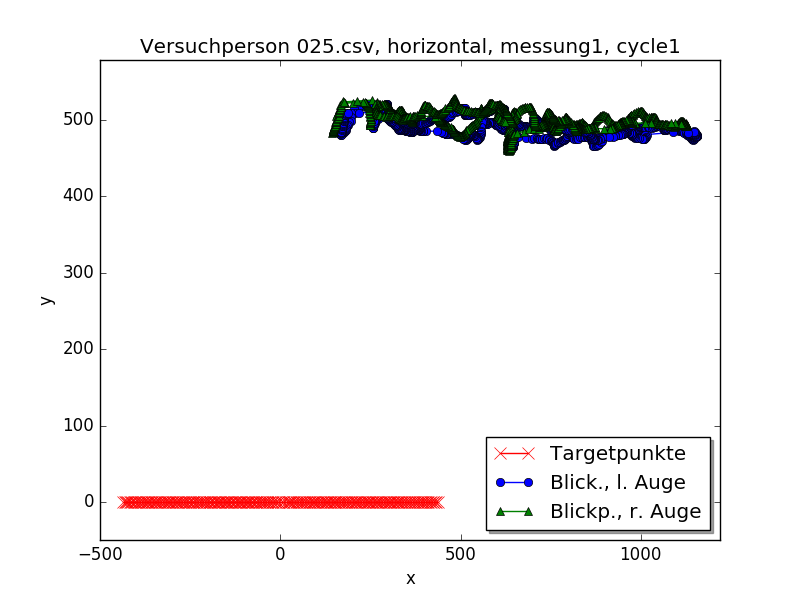 Versuchperson 025.csv, horizontal, messung1, cycle1
500
400
300
200
100
0
y
−500
0
500
1000
x
Targetpunkte
Blick., l. Auge
Blickp., r. Auge